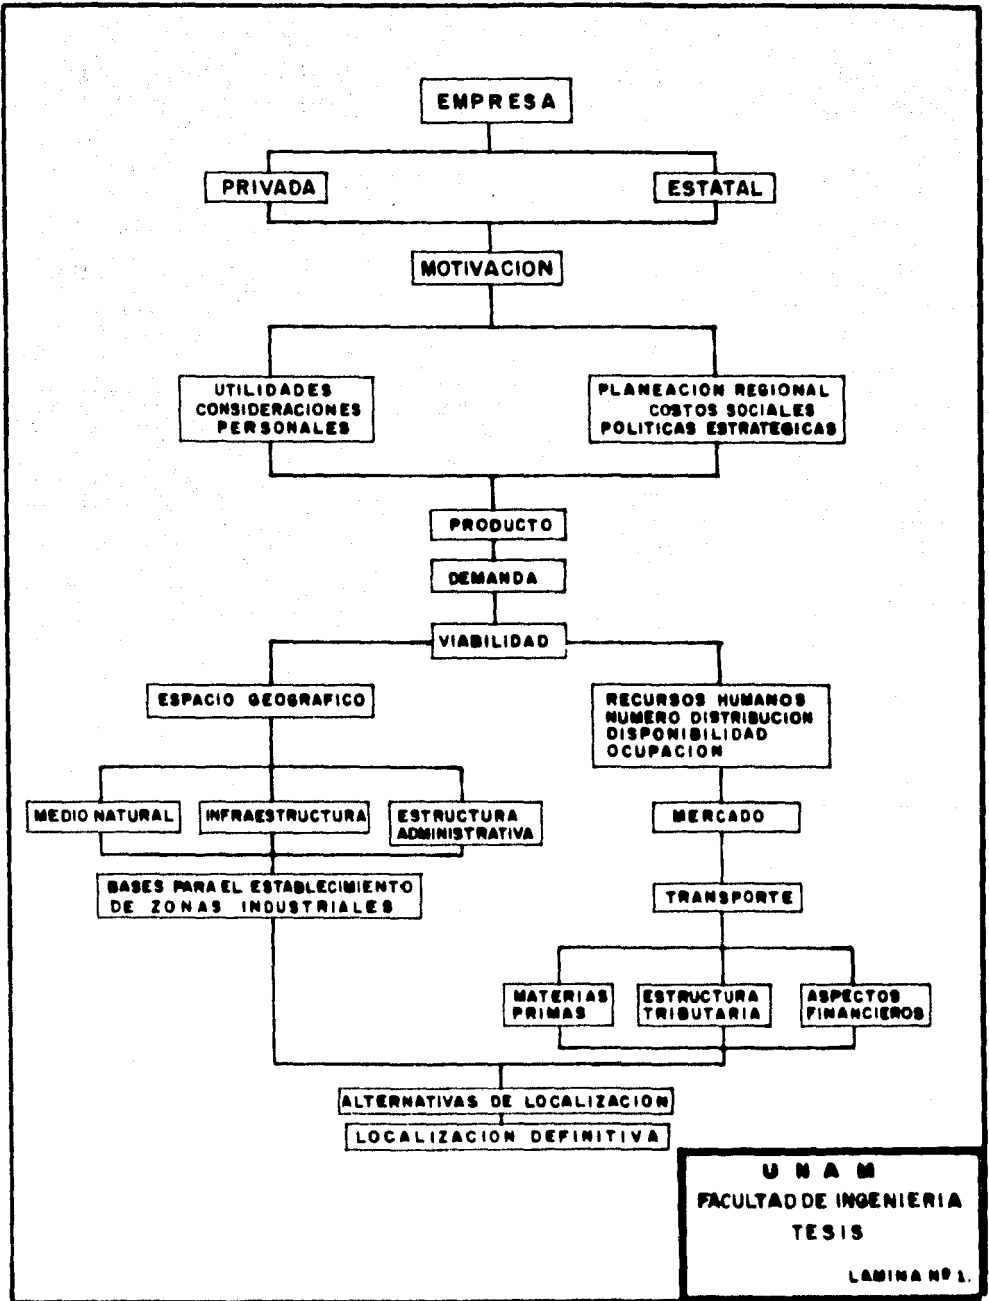 EMPRESA
PRIVADA
ESTATAL
MOTIVACION
UTILIDADES
CONSIDERACIONES
PERSONALES
PLANEACION REGIONAL
COSTOS SOCIALES
POLITICAS ESTRATEGICAS
PRODUCTO
DEMANDA
VIABILIDAD
ESPACIO GEOGRAFICO
RECURSOS HUMANOS
NUMERO DISTRIBUCION
DISPONIBILIDAD
OCUPACION
MEDIO NATURAL
INFRAESTRUCTURA
ESTRUCTURA
ADMINISTRATIVA
MERCADO
BASES PARA EL ESTABLECIMIENTO
DE ZONAS INDUSTRIALES
TRANSPORTE
MATERIAS
PRIMAS
ESTRUCTURA
TRIBUTARIA
ASPECTOS
FINANCIEROS
ALTERNATIVAS DE LOCALIZACION
LOCALIZACION DEFINITIVA
UNAM
FACULTAD DE INGENIERIA
TESIS
LAMINA Nº 1.